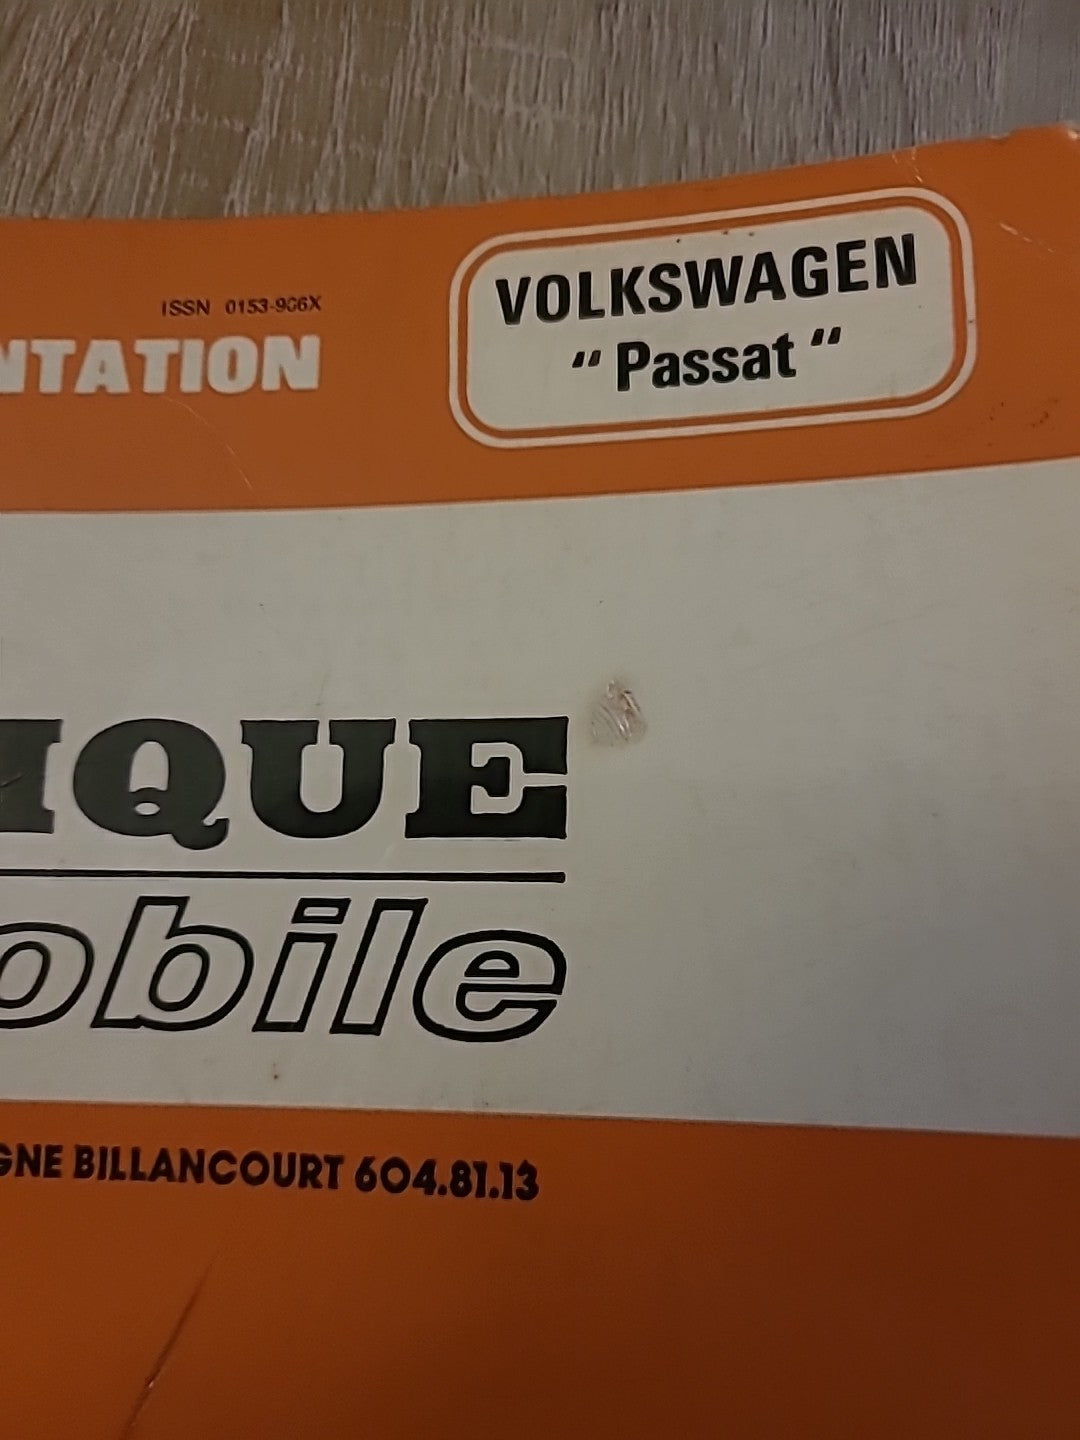 VOLKSWAGEN
" Passat "
ISSN 0153-906X
NTATION
IQUE
obile
GNE BILLANCOURT 604.81.13